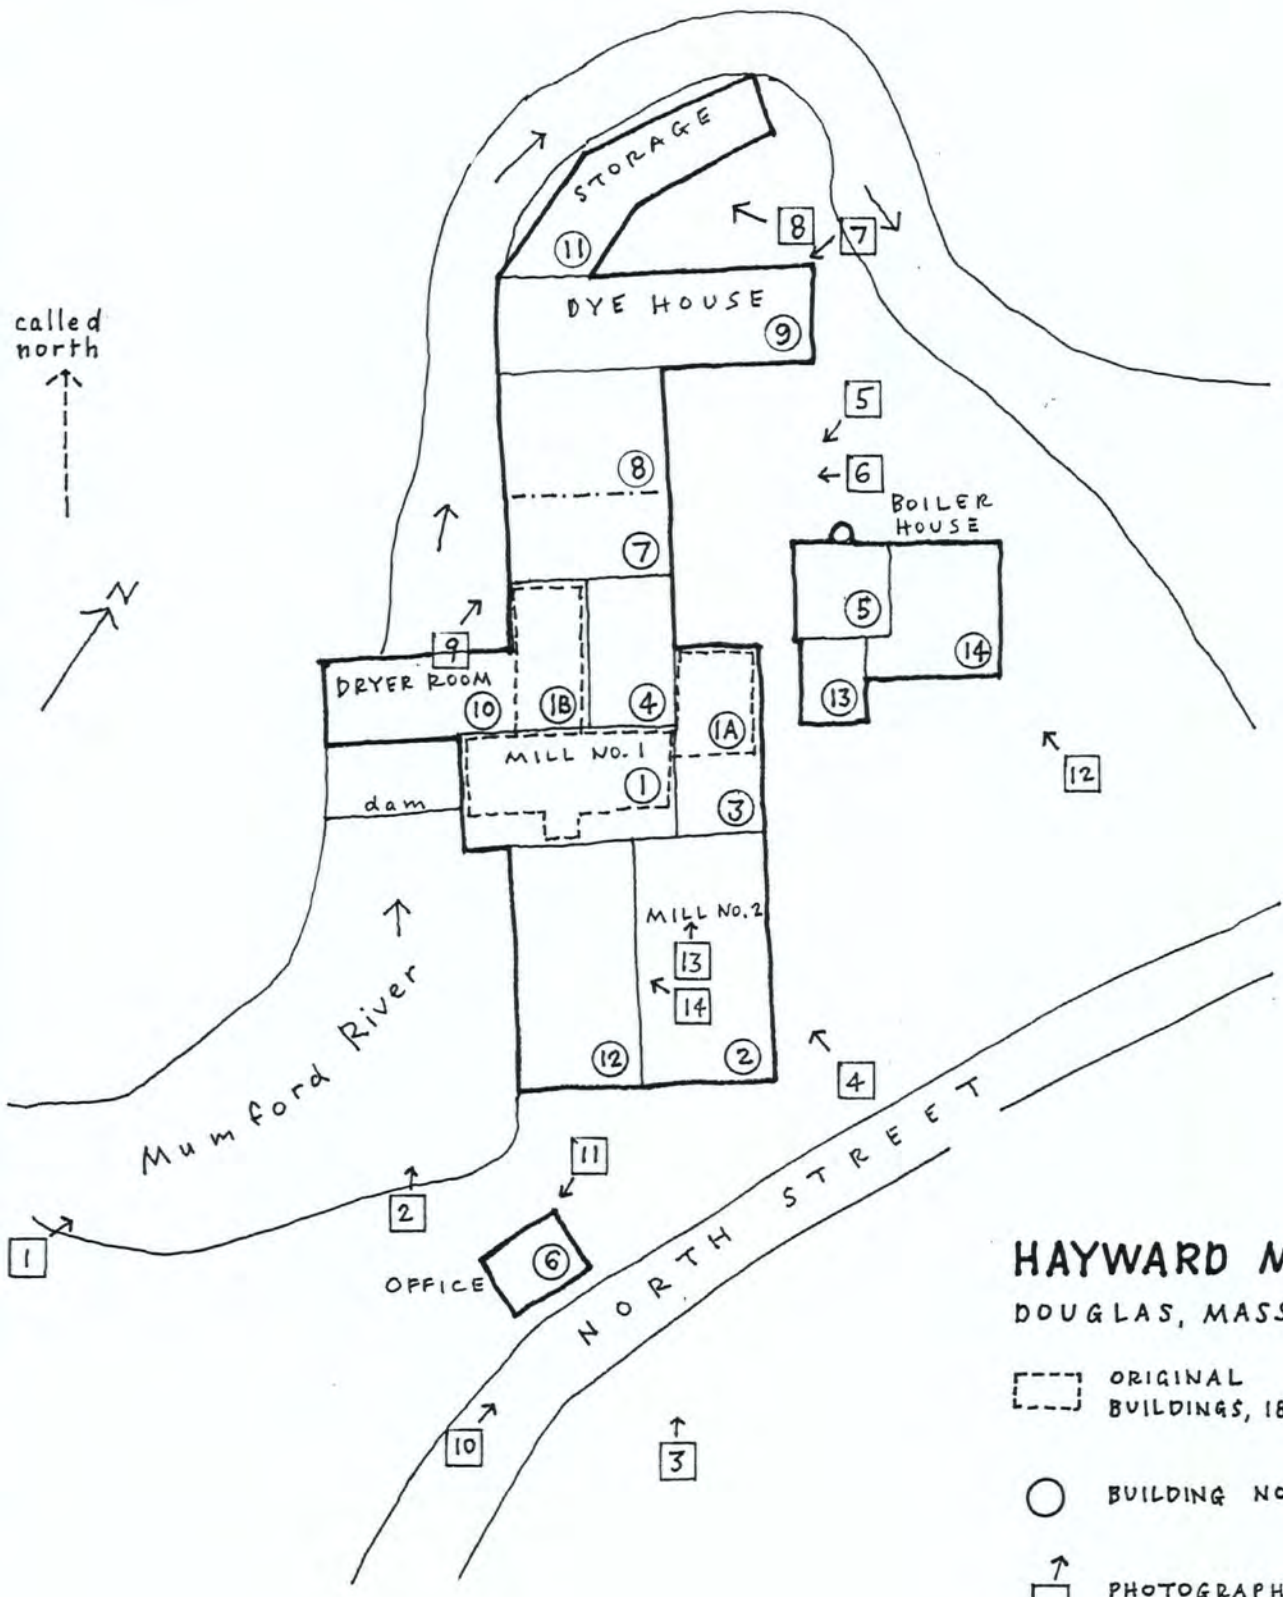 STORAGE
11
8
7
DYE HOUSE
9
called
north
5
6
8
BOILER
HOUSE
7
N
5
14
9
DRYER ROOM
10
1B
4
1A
13
MILL NO. 1
1
12
dam
3
MILL NO. 2
13
14
Mumford River
12
2
4
11
2
1
OFFICE
6
NORTH STREET
HAYWARD
DOUGLAS, MASS
ORIGINAL
BUILDINGS, 18
10
3
BUILDING NO
PHOTOGRAPH